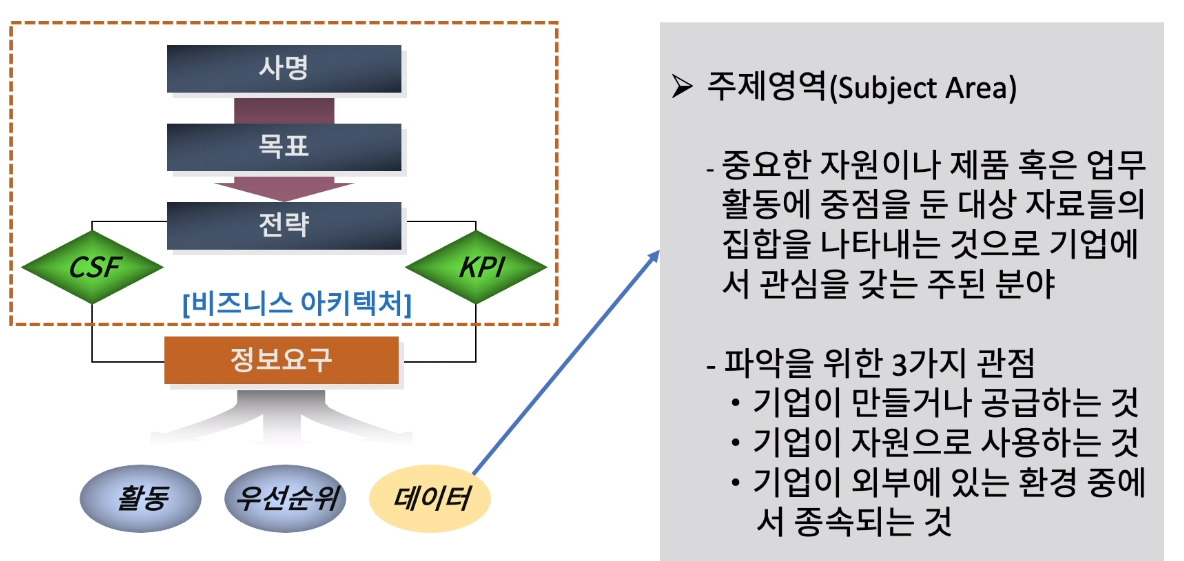 사명
목표
전략
CSF
KPI
[비즈니스 아키텍처]
정보요구
활동
우선순위
데이터
➢ 주제영역(Subject Area)
- 중요한 자원이나 제품 혹은 업무
활동에 중점을 둔 대상 자료들의
집합을 나타내는 것으로 기업에
서 관심을 갖는 주된 분야
- 파악을 위한 3가지 관점
• 기업이 만들거나 공급하는 것
• 기업이 자원으로 사용하는 것
• 기업이 외부에 있는 환경 중에
서 종속되는 것